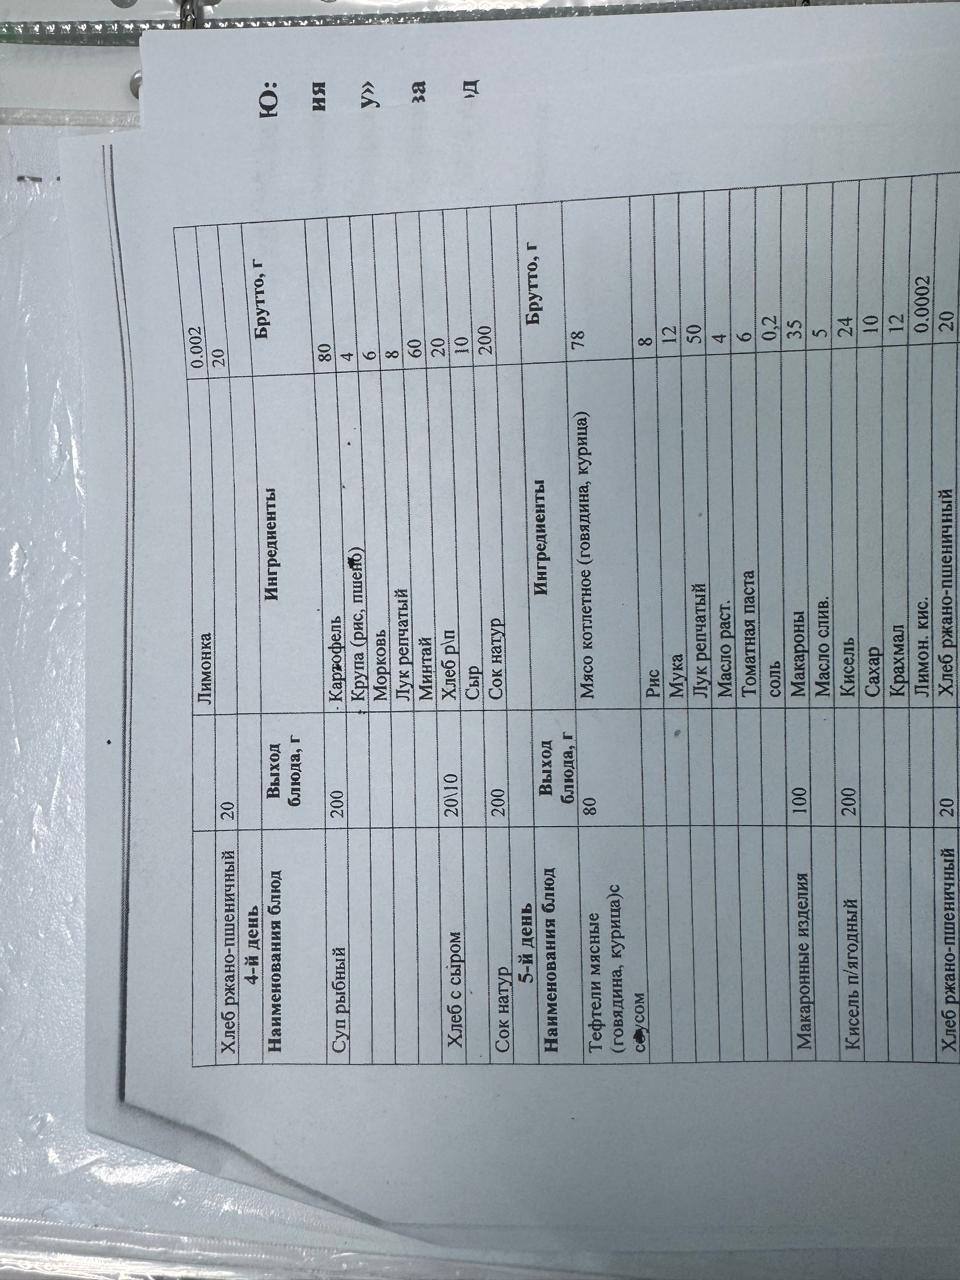 Ю:
ия
у»
за
Лимонка 0.002
Хлеб ржано-пшеничный 20 20
4-й день
Наименования блюд Выход блюда, г Ингредиенты Брутто, г
Суп рыбный 200 Картофель 80
Крупа (рис, пшено) 4
Морковь 6
Лук репчатый 8
Минтай 60
Хлеб с сыром 20\10 Хлеб р\п 20
Сыр 10
Сок натур 200 Сок натур 200
5-й день
Наименования блюд Выход блюда, г Ингредиенты Брутто, г
Тефтели мясные (говядина, курица)с соусом 80 Мясо котлетное (говядина, курица) 78
Рис 8
Мука 12
Лук репчатый 50
Масло раст. 4
Томатная паста 6
соль 0,2
Макаронные изделия 100 Макароны 35
Масло слив. 5
Кисель п/ягодный 200 Кисель 24
Сахар 10
Крахмал 12
Лимон. кис. 0.0002
Хлеб ржано-пшеничный 20 Хлеб ржано-пшеничный 20